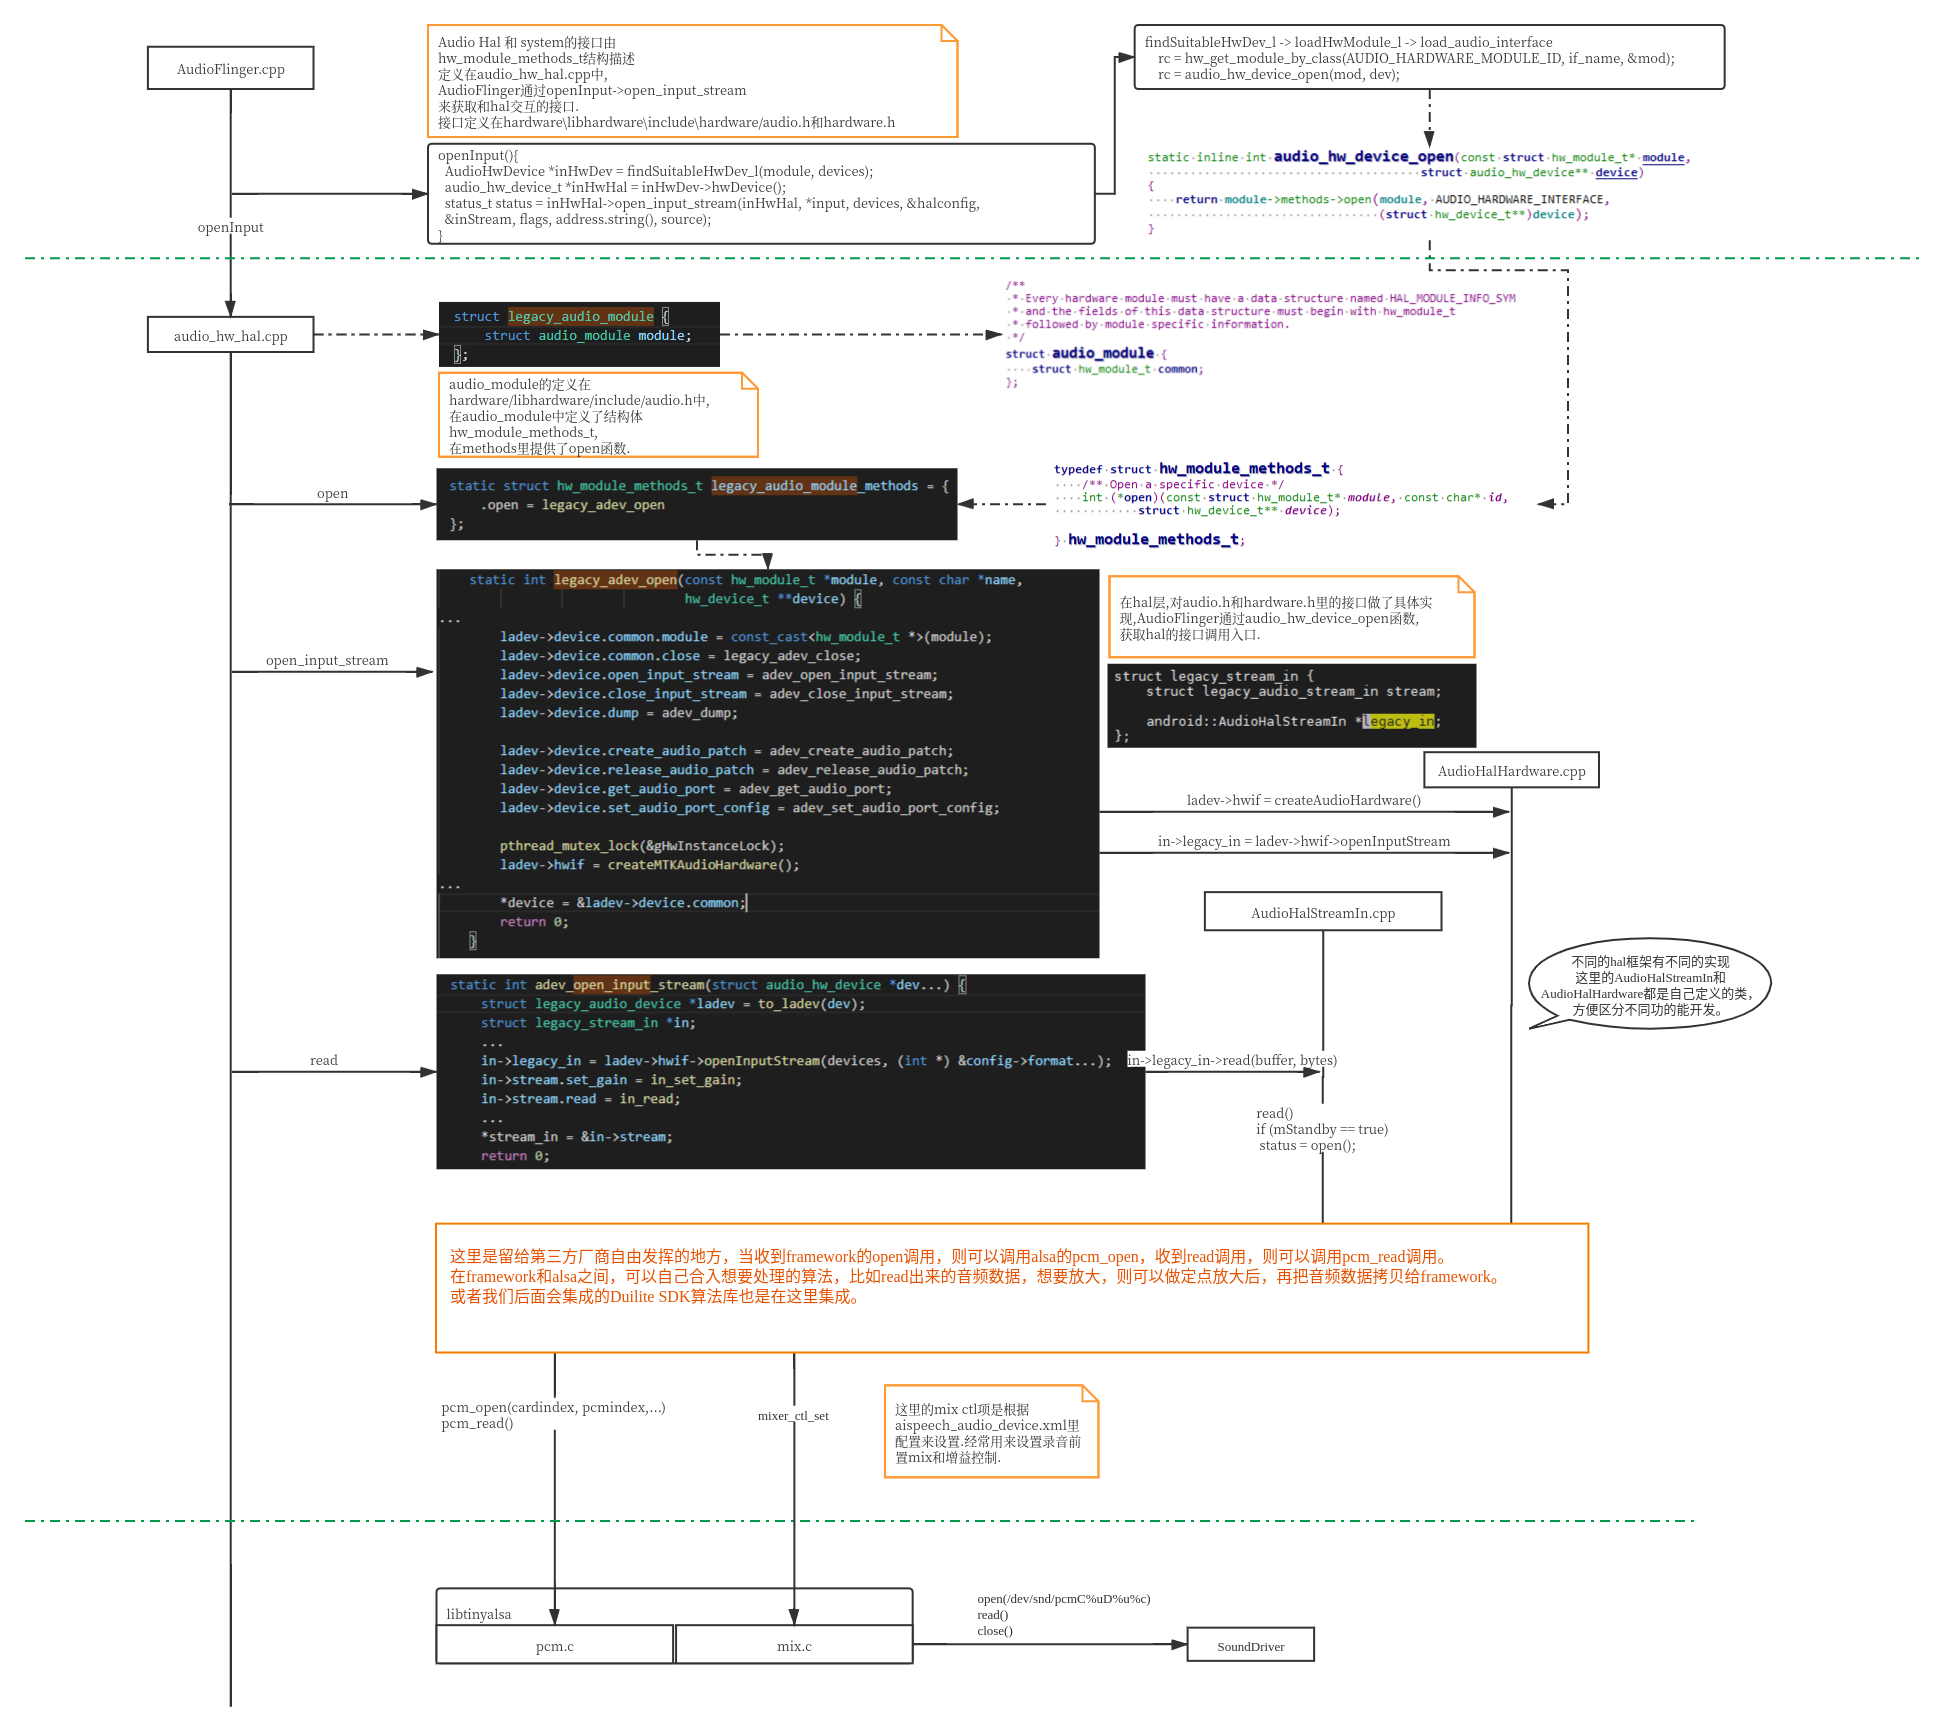 AudioFlinger.cpp
Audio Hal 和 system的接口由
hw_module_methods_t结构描述
定义在audio_hw_hal.cpp中,
AudioFlinger通过openInput->open_input_stream
来获取和hal交互的接口.
接口定义在hardware\libhardware\include\hardware/audio.h和hardware.h
findSuitableHwDev_l -> loadHwModule_l -> load_audio_interface
rc = hw_get_module_by_class(AUDIO_HARDWARE_MODULE_ID, if_name, &mod);
rc = audio_hw_device_open(mod, dev);
openInput(){
AudioHwDevice *inHwDev = findSuitableHwDev_l(module, devices);
audio_hw_device_t *inHwHal = inHwDev->hwDevice();
status_t status = inHwHal->open_input_stream(inHwHal, *input, devices, &halconfig,
&inStream, flags, address.string(), source);
}
static inline int audio_hw_device_open(const struct hw_module_t* module,
struct audio_hw_device** device)
{
return module->methods->open(module, AUDIO_HARDWARE_INTERFACE,
(struct hw_device_t**)device);
}
openInput
audio_hw_hal.cpp
struct legacy_audio_module {
struct audio_module module;
};
/**
* Every hardware module must have a data structure named HAL_MODULE_INFO_SYM
* and the fields of this data structure must begin with hw_module_t
* followed by module specific information.
*/
struct audio_module {
struct hw_module_t common;
};
audio_module的定义在
hardware/libhardware/include/audio.h中,
在audio_module中定义了结构体
hw_module_methods_t,
在methods里提供了open函数.
open
static struct hw_module_methods_t legacy_audio_module_methods = {
.open = legacy_adev_open
};
typedef struct hw_module_methods_t {
/** Open a specific device */
int (*open)(const struct hw_module_t* module, const char* id,
struct hw_device_t** device);
} hw_module_methods_t;
open_input_stream
static int legacy_adev_open(const hw_module_t *module, const char *name,
hw_device_t **device) {
...
ladev->device.common.module = const_cast<hw_module_t *>(module);
ladev->device.common.close = legacy_adev_close;
ladev->device.open_input_stream = adev_open_input_stream;
ladev->device.close_input_stream = adev_close_input_stream;
ladev->device.dump = adev_dump;
ladev->device.create_audio_patch = adev_create_audio_patch;
ladev->device.release_audio_patch = adev_release_audio_patch;
ladev->device.get_audio_port = adev_get_audio_port;
ladev->device.set_audio_port_config = adev_set_audio_port_config;
pthread_mutex_lock(&gHwInstanceLock);
ladev->hwif = createMTKAudioHardware();
...
*device = &ladev->device.common;
return 0;
}
在hal层,对audio.h和hardware.h里的接口做了具体实
现,AudioFlinger通过audio_hw_device_open函数,
获取hal的接口调用入口.
struct legacy_stream_in {
struct legacy_audio_stream_in stream;
android::AudioHalStreamIn *legacy_in;
};
AudioHalHardware.cpp
ladev->hwif = createAudioHardware()
in->legacy_in = ladev->hwif->openInputStream
AudioHalStreamIn.cpp
不同的hal框架有不同的实现
这里的AudioHalStreamIn和
AudioHalHardware都是自己定义的类，
方便区分不同功的能开发。
read
static int adev_open_input_stream(struct audio_hw_device *dev...) {
struct legacy_audio_device *ladev = to_ladev(dev);
struct legacy_stream_in *in;
...
in->legacy_in = ladev->hwif->openInputStream(devices, (int *) &config->format...);
in->stream.set_gain = in_set_gain;
in->stream.read = in_read;
...
*stream_in = &in->stream;
return 0;
in->legacy_in->read(buffer, bytes)
read()
if (mStandby == true)
status = open();
这里是留给第三方厂商自由发挥的地方，当收到framework的open调用，则可以调用alsa的pcm_open，收到read调用，则可以调用pcm_read调用。
在framework和alsa之间，可以自己合入想要处理的算法，比如read出来的音频数据，想要放大，则可以做定点放大后，再把音频数据拷贝给framework。
或者我们后面会集成的Duilite SDK算法库也是在这里集成。
pcm_open(cardindex, pcmindex,...)
pcm_read()
mixer_ctl_set
这里的mix ctl项是根据
aispeech_audio_device.xml里
配置来设置.经常用来设置录音前
置mix和增益控制.
libtinyalsa
pcm.c
mix.c
open(/dev/snd/pcmC%uD%u%c)
read()
close()
SoundDriver